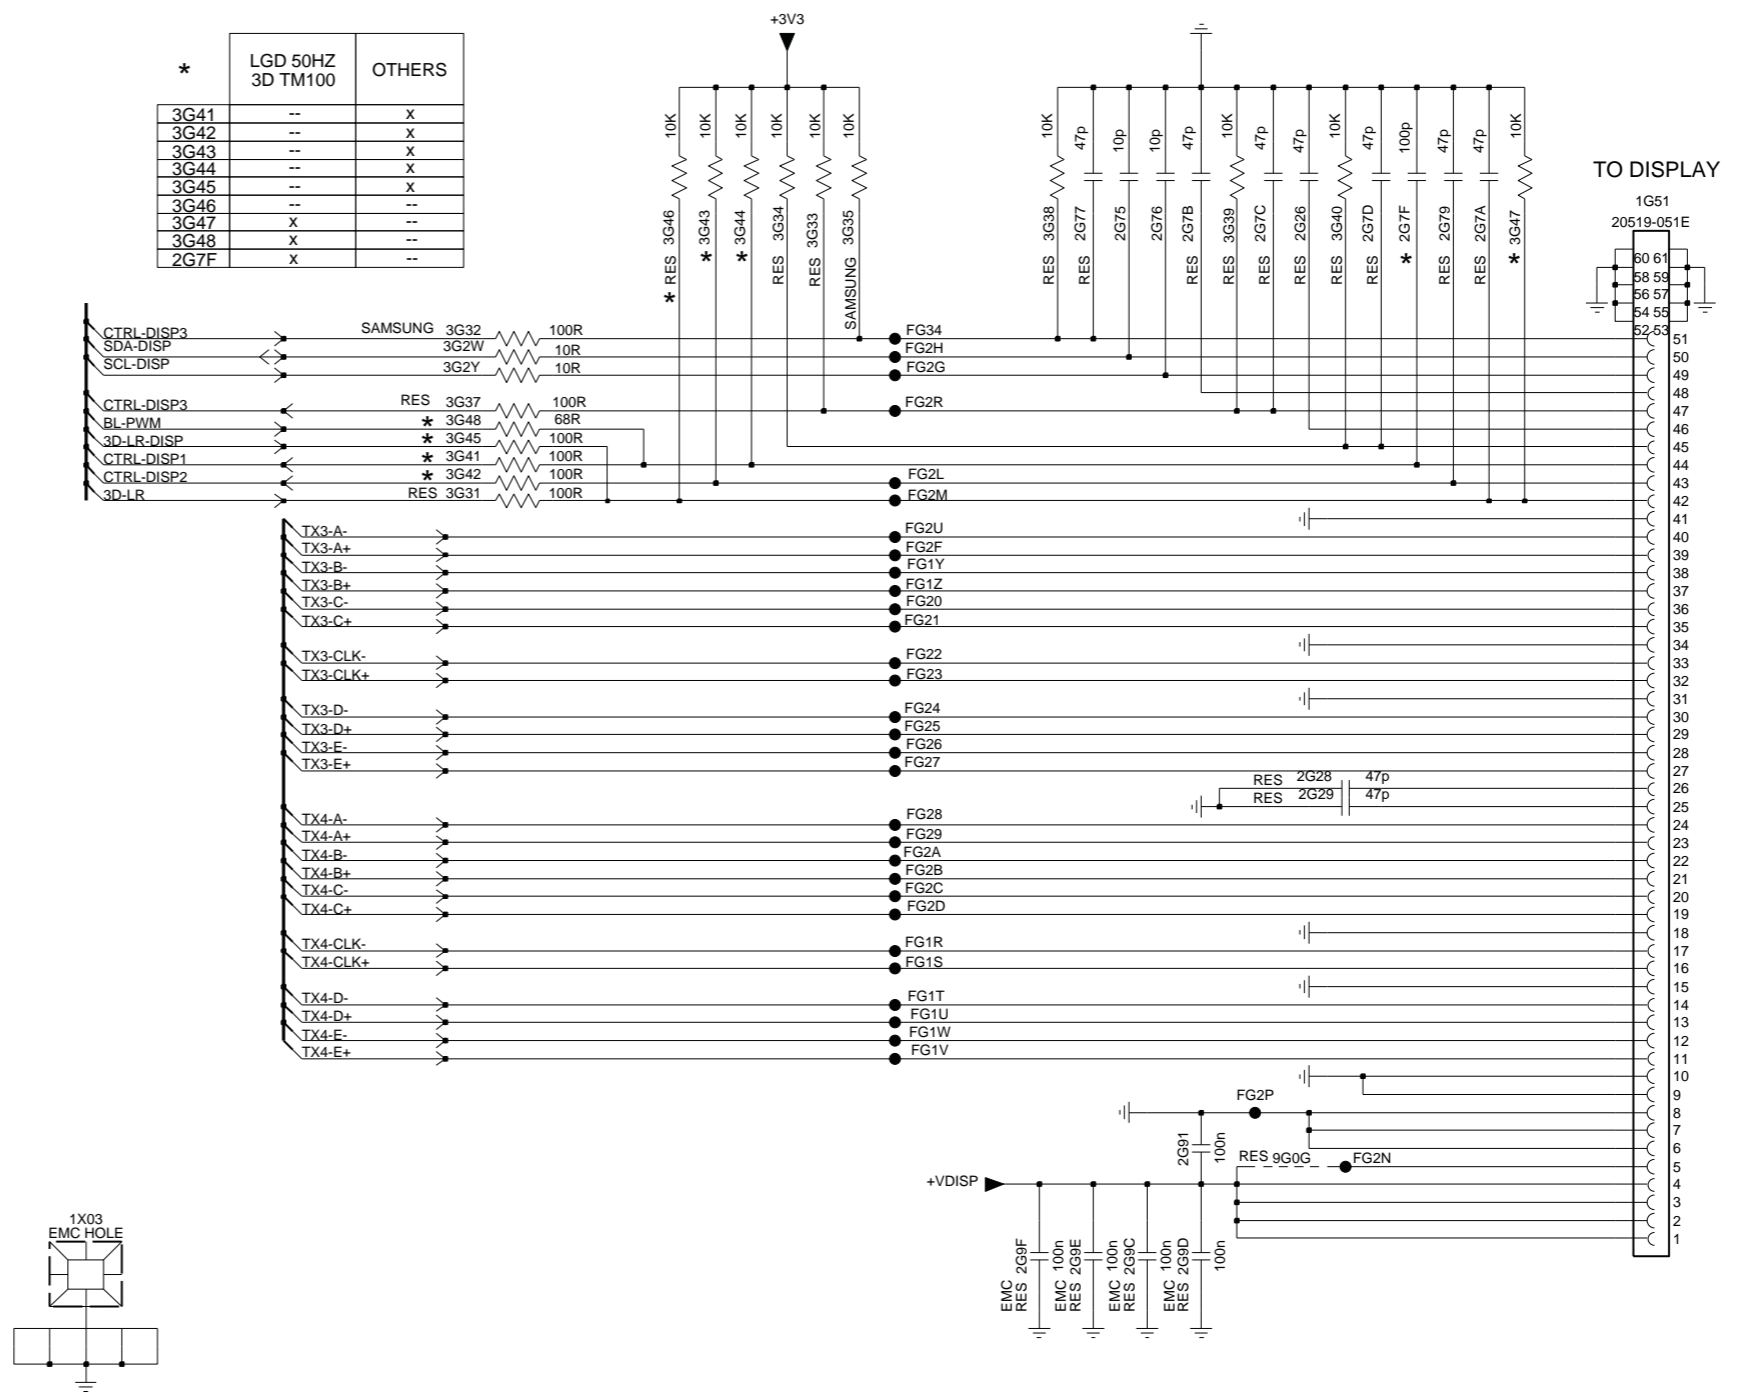 * LGD 50HZ 3D TM100 OTHERS
3G41 -- x
3G42 -- x
3G43 -- x
3G44 -- x
3G45 -- x
3G46 -- --
3G47 x --
3G48 x --
2G7F x --
+3V3
10K
* RES 3G46
10K
* 3G43
10K
* 3G44
10K
RES 3G34
10K
RES 3G33
10K
SAMSUNG 3G35
10K
RES 3G38
47p
RES 2G77
10p
2G75
10p
2G76
47p
RES 2G7B
10K
RES 3G39
47p
RES 2G7C
47p
RES 2G26
10K
RES 3G40
47p
RES 2G7D
100p
* 2G7F
47p
RES 2G79
47p
RES 2G7A
10K
* 3G47
TO DISPLAY
1G51
20519-051E
60 61
58 59
56 57
54 55
52 53
CTRL-DISP3 SAMSUNG 3G32 100R FG34 51
SDA-DISP 3G2W 10R FG2H 50
SCL-DISP 3G2Y 10R FG2G 49
48
CTRL-DISP3 RES 3G37 100R FG2R 47
BL-PWM * 3G48 68R 46
3D-LR-DISP * 3G45 100R 45
CTRL-DISP1 * 3G41 100R 44
CTRL-DISP2 * 3G42 100R FG2L 43
3D-LR RES 3G31 100R FG2M 42
41
TX3-A- FG2U 40
TX3-A+ FG2F 39
TX3-B- FG1Y 38
TX3-B+ FG1Z 37
TX3-C- FG20 36
TX3-C+ FG21 35
34
TX3-CLK- FG22 33
TX3-CLK+ FG23 32
31
TX3-D- FG24 30
TX3-D+ FG25 29
TX3-E- FG26 28
TX3-E+ FG27 27
RES 2G28 47p 26
RES 2G29 47p 25
TX4-A- FG28 24
TX4-A+ FG29 23
TX4-B- FG2A 22
TX4-B+ FG2B 21
TX4-C- FG2C 20
TX4-C+ FG2D 19
18
TX4-CLK- FG1R 17
TX4-CLK+ FG1S 16
15
TX4-D- FG1T 14
TX4-D+ FG1U 13
TX4-E- FG1W 12
TX4-E+ FG1V 11
10
9
FG2P 8
7
2G91 100n
6
RES 9G0G FG2N 5
+VDISP 4
3
2
1
EMC
RES 2G9F
EMC 100n
RES 2G9E
EMC 100n
RES 2G9C
EMC 100n
RES 2G9D
100n
1X03
EMC HOLE